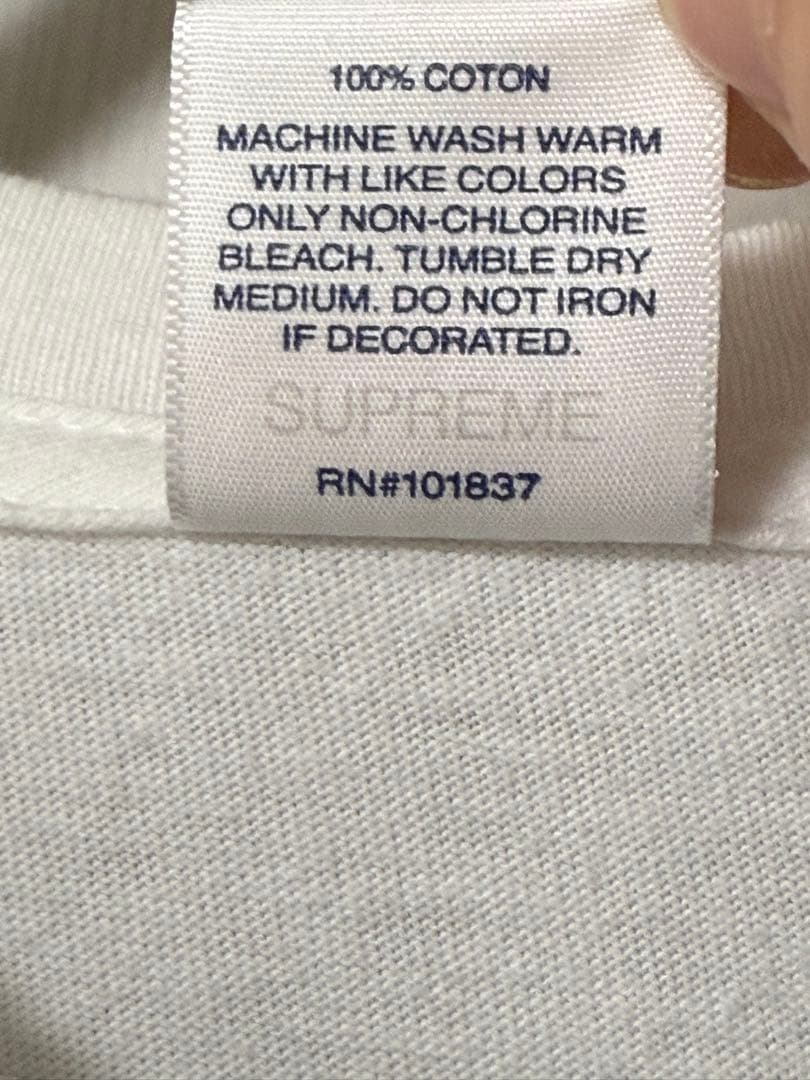 100% COTON
MACHINE WASH WARM
WITH LIKE COLORS
ONLY NON-CHLORINE
BLEACH. TUMBLE DRY
MEDIUM. DO NOT IRON
IF DECORATED.
SUPREME
RN#101837